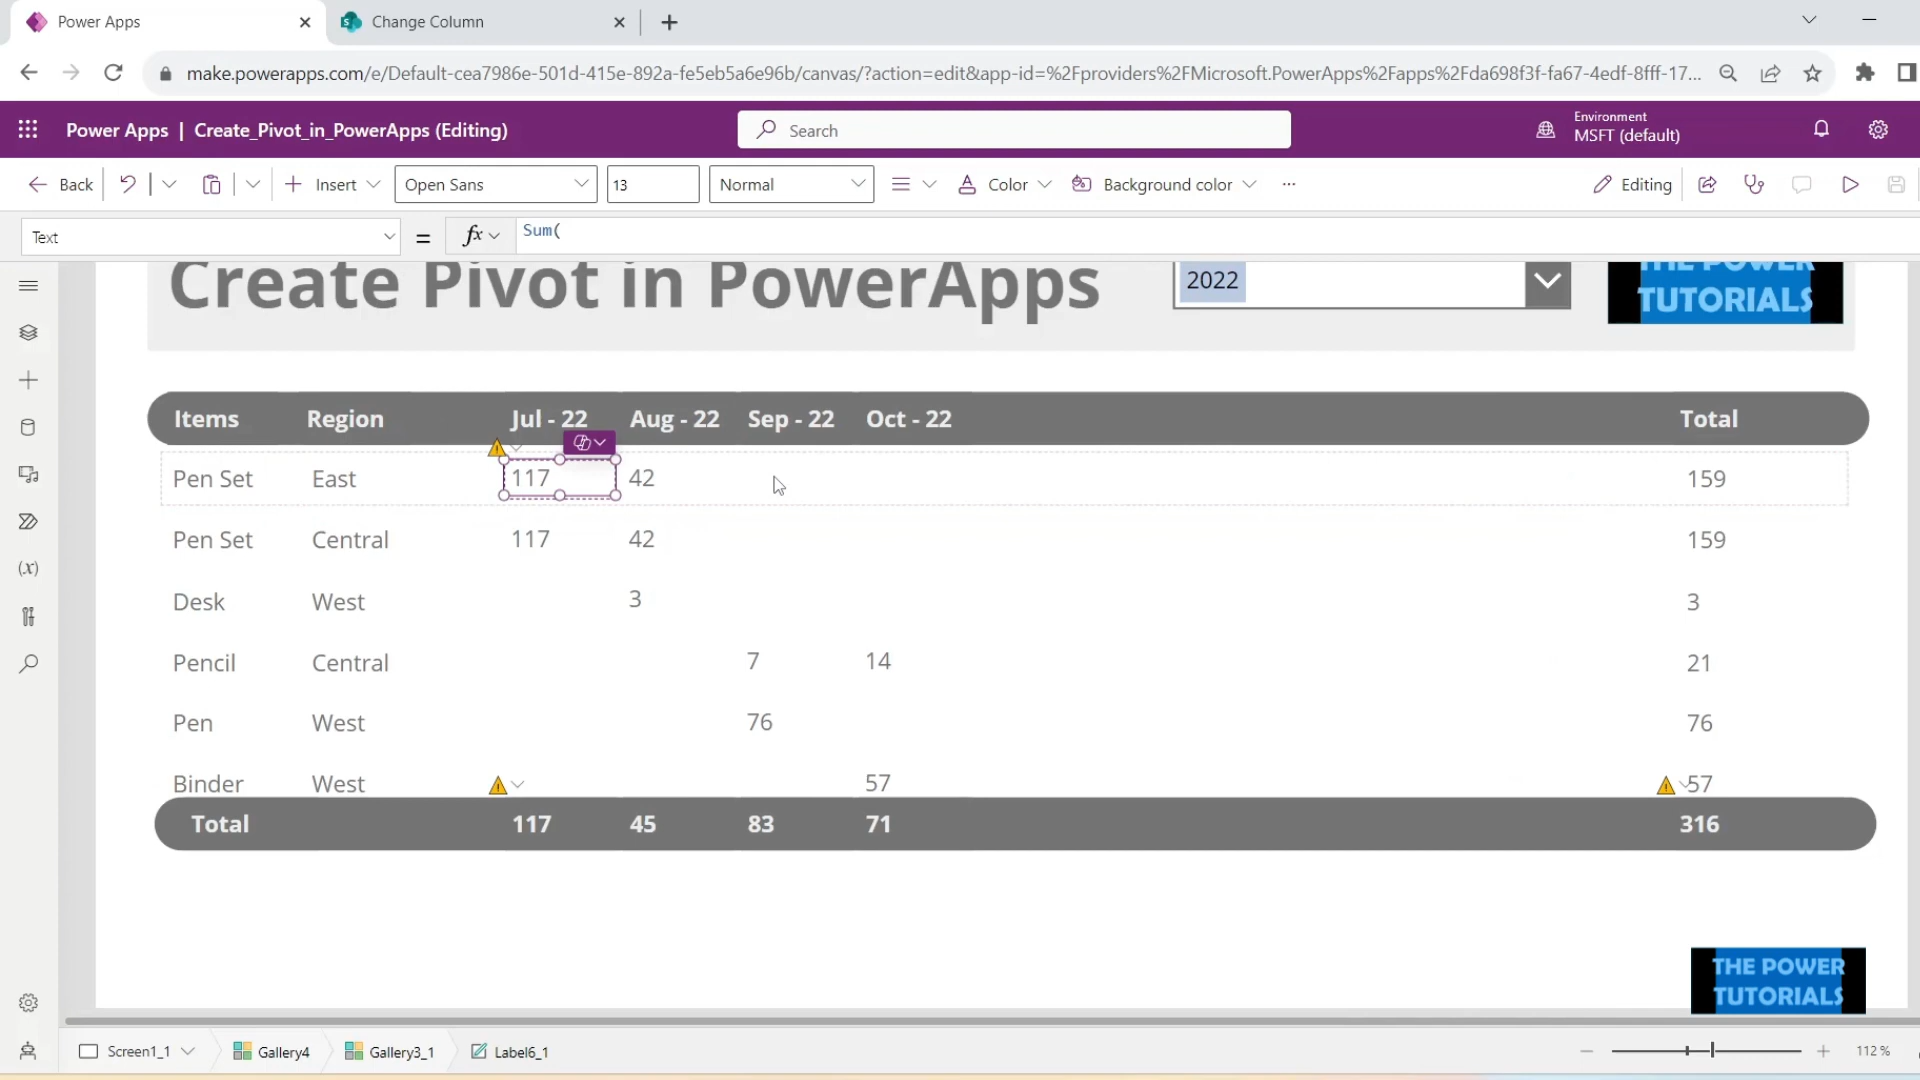 Power Apps
Change Column
make.powerapps.com/e/Default-cea7986e-501d-415e-892a-fe5eb5a6e96b/canvas/?action=edit&app-id=%2Fproviders%2FMicrosoft.PowerApps%2Fapps%2Fda698f3f-fa67-4edf-8fff-17...
Power Apps | Create_Pivot_in_PowerApps (Editing)
Search
Environment
MSFT (default)
Back
Insert
Open Sans
13
Normal
Color
Background color
...
Editing
Text
=
fx
Sum(
Create Pivot in PowerApps
2022
THE POWER
TUTORIALS
Items Region Jul - 22 Aug - 22 Sep - 22 Oct - 22 Total
Pen Set East 117 42 159
Pen Set Central 117 42 159
Desk West 3 3
Pencil Central 7 14 21
Pen West 76 76
Binder West 57 57
Total 117 45 83 71 316
THE POWER
TUTORIALS
Screen1_1
Gallery4
Gallery3_1
Label6_1
112 %